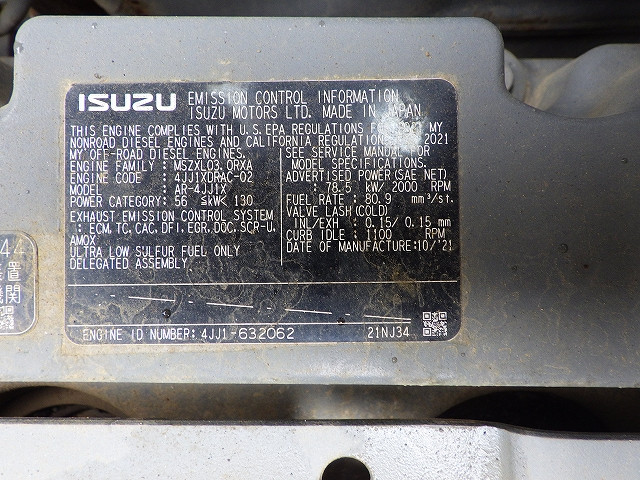 ISUZU EMISSION CONTROL INFORMATION
ISUZU MOTORS LTD. MADE IN JAPAN
THIS ENGINE COMPLIES WITH U.S.EPA REGULATIONS FOR MY
NONROAD DIESEL ENGINES AND CALIFORNIA REGULATIONS 2021
MY OFF-ROAD DIESEL ENGINES.
ENGINE FAMILY : MSZXL03.0RXA
ENGINE CODE : 4JJ1XDRAC-02
MODEL : AR-4JJ1X
POWER CATEGORY: 56 ≤kW< 130
EXHAUST EMISSION CONTROL SYSTEM
: ECM,TC,CAC,DFI,EGR,DOC,SCR-U,
AMOX
ULTRA LOW SULFUR FUEL ONLY
DELEGATED ASSEMBLY.
SEE SERVICE MANUAL FOR
MODEL SPECIFICATIONS.
ADVERTISED POWER(SAE NET)
: 78.5 kW/ 2000 RPM
FUEL RATE : 80.9 mm³/st.
VALVE LASH(COLD)
INL/EXH : 0.15/ 0.15 mm
CURB IDLE : 1100 RPM
DATE OF MANUFACTURE:10/'21
ENGINE ID NUMBER: 4JJ1-632062 21NJ34
44
置
機関